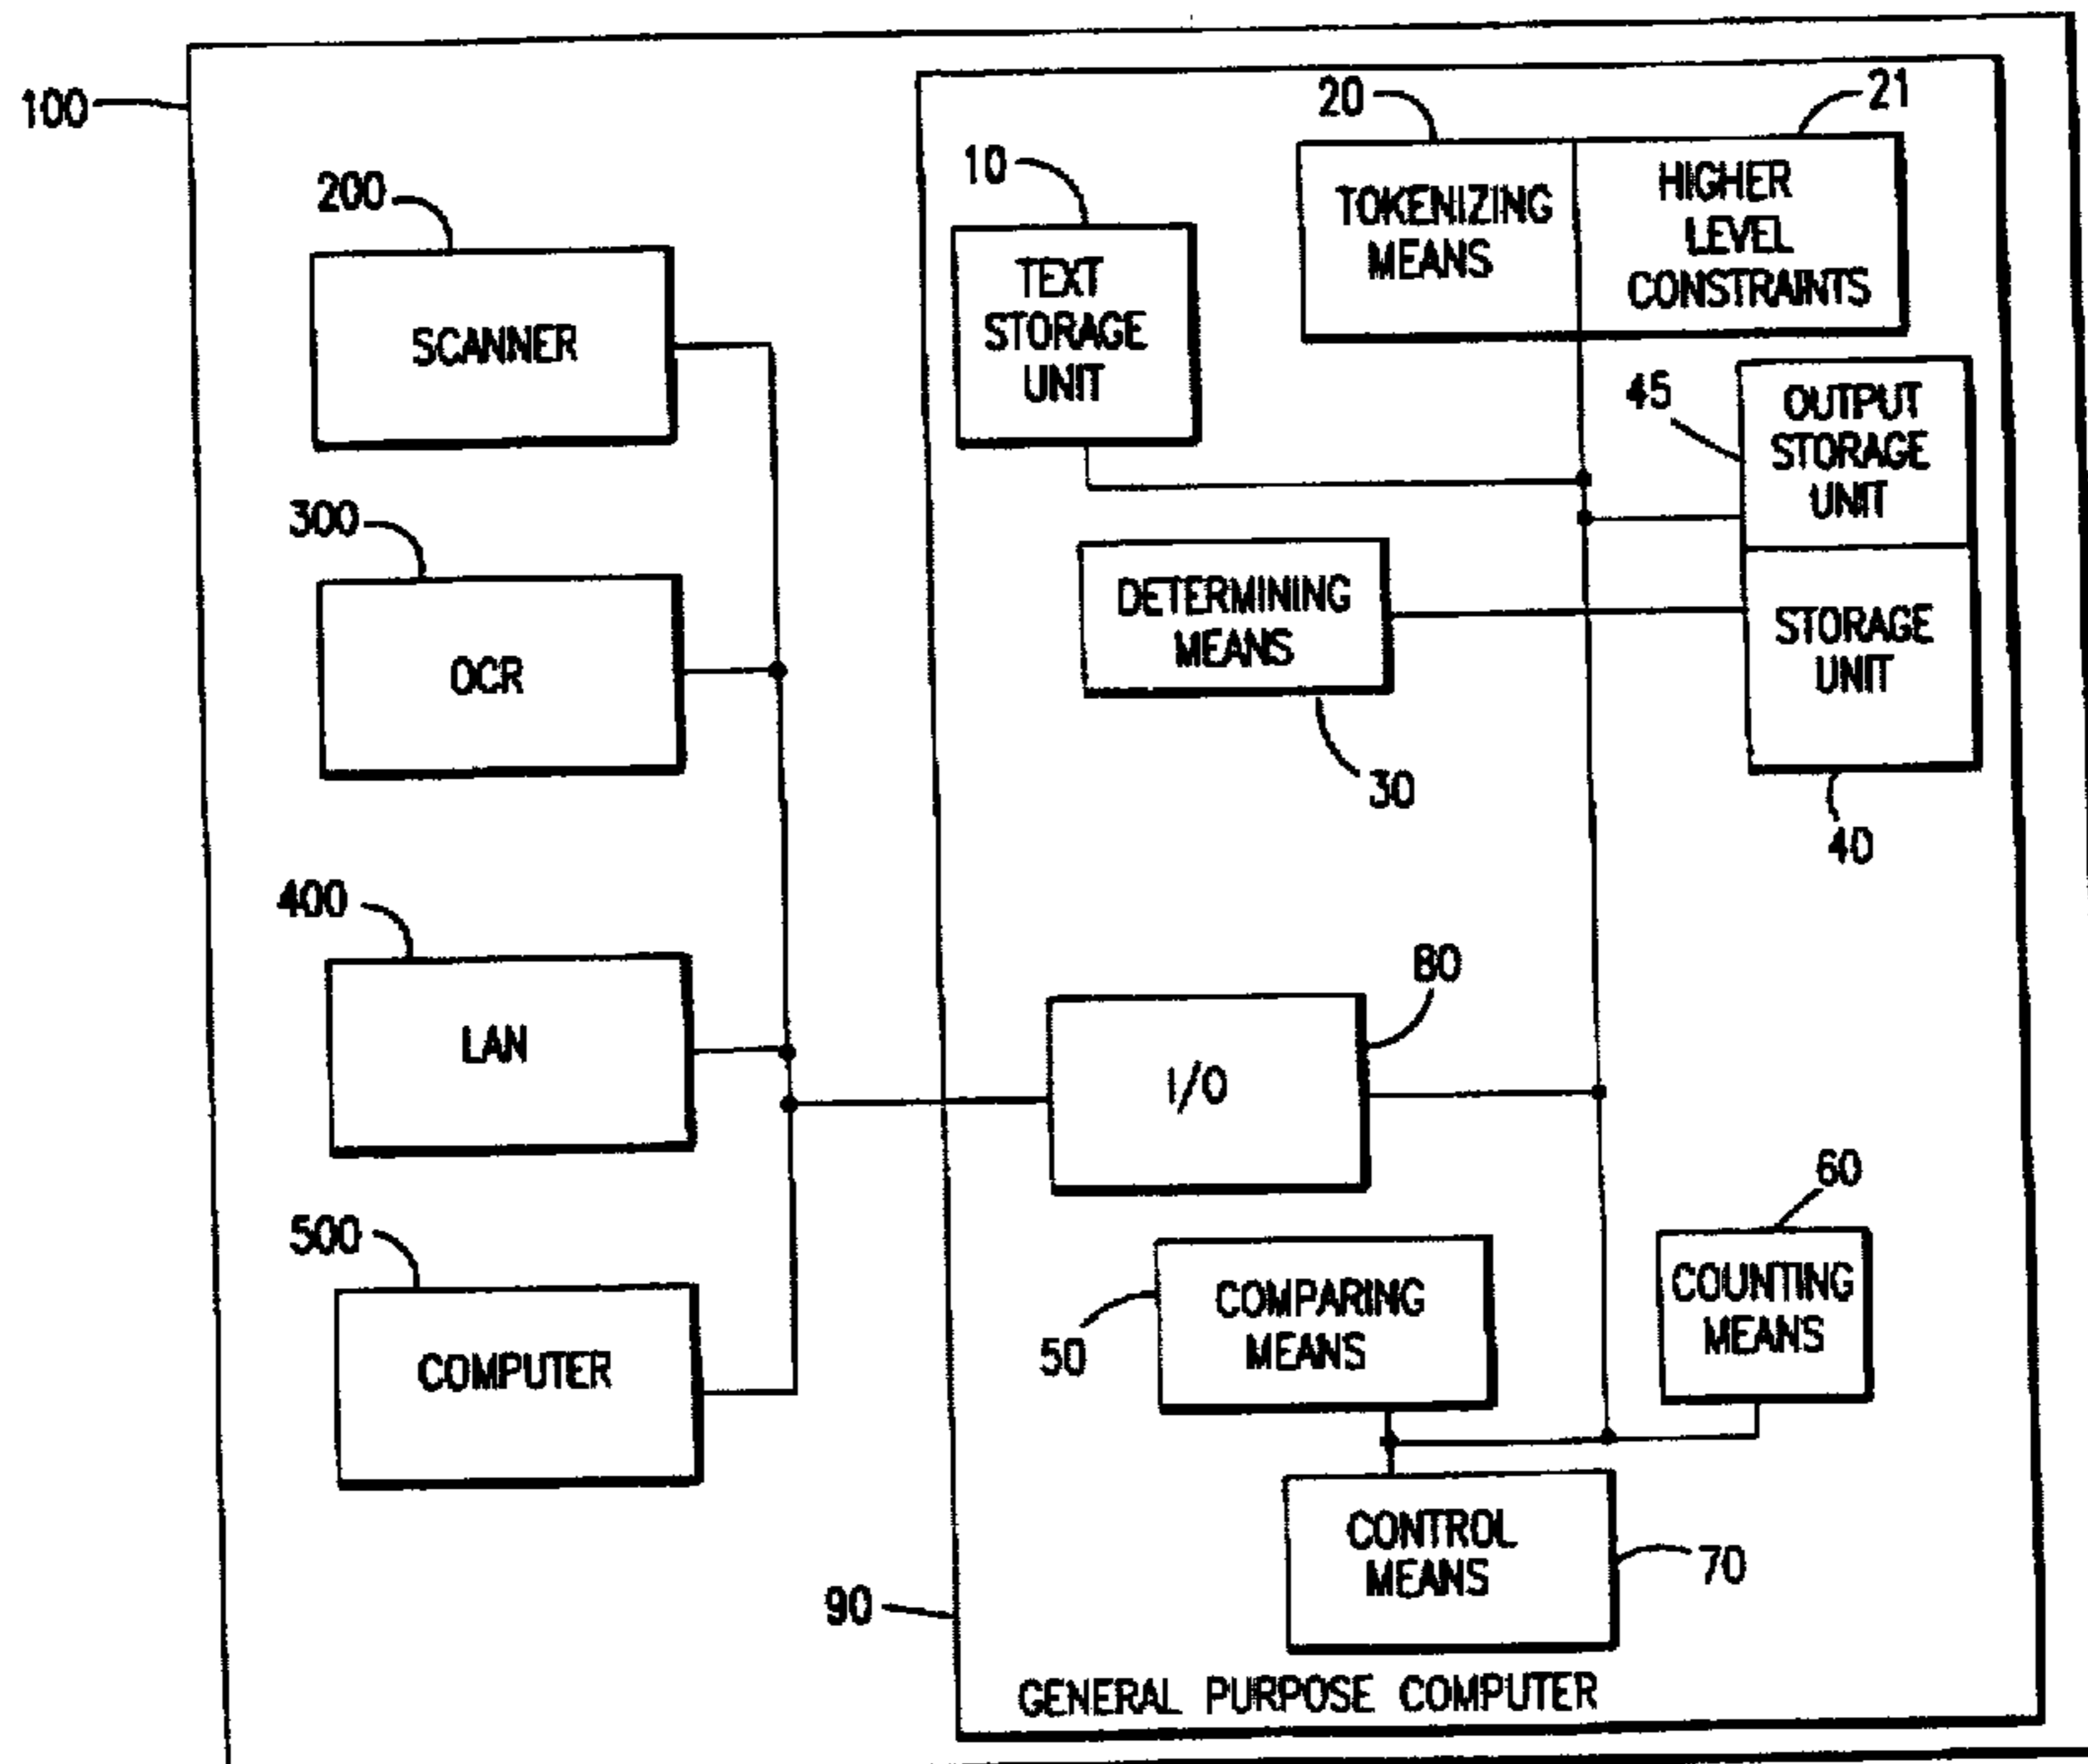 100
200
SCANNER
300
OCR
400
LAN
500
COMPUTER
10
TEXT
STORAGE
UNIT
20
TOKENIZING
MEANS
21
HIGHER
LEVEL
CONSTRAINTS
45
OUTPUT
STORAGE
UNIT
DETERMINING
MEANS
30
STORAGE
UNIT
40
80
I/O
50
COMPARING
MEANS
60
COUNTING
MEANS
CONTROL
MEANS
70
90
GENERAL PURPOSE COMPUTER